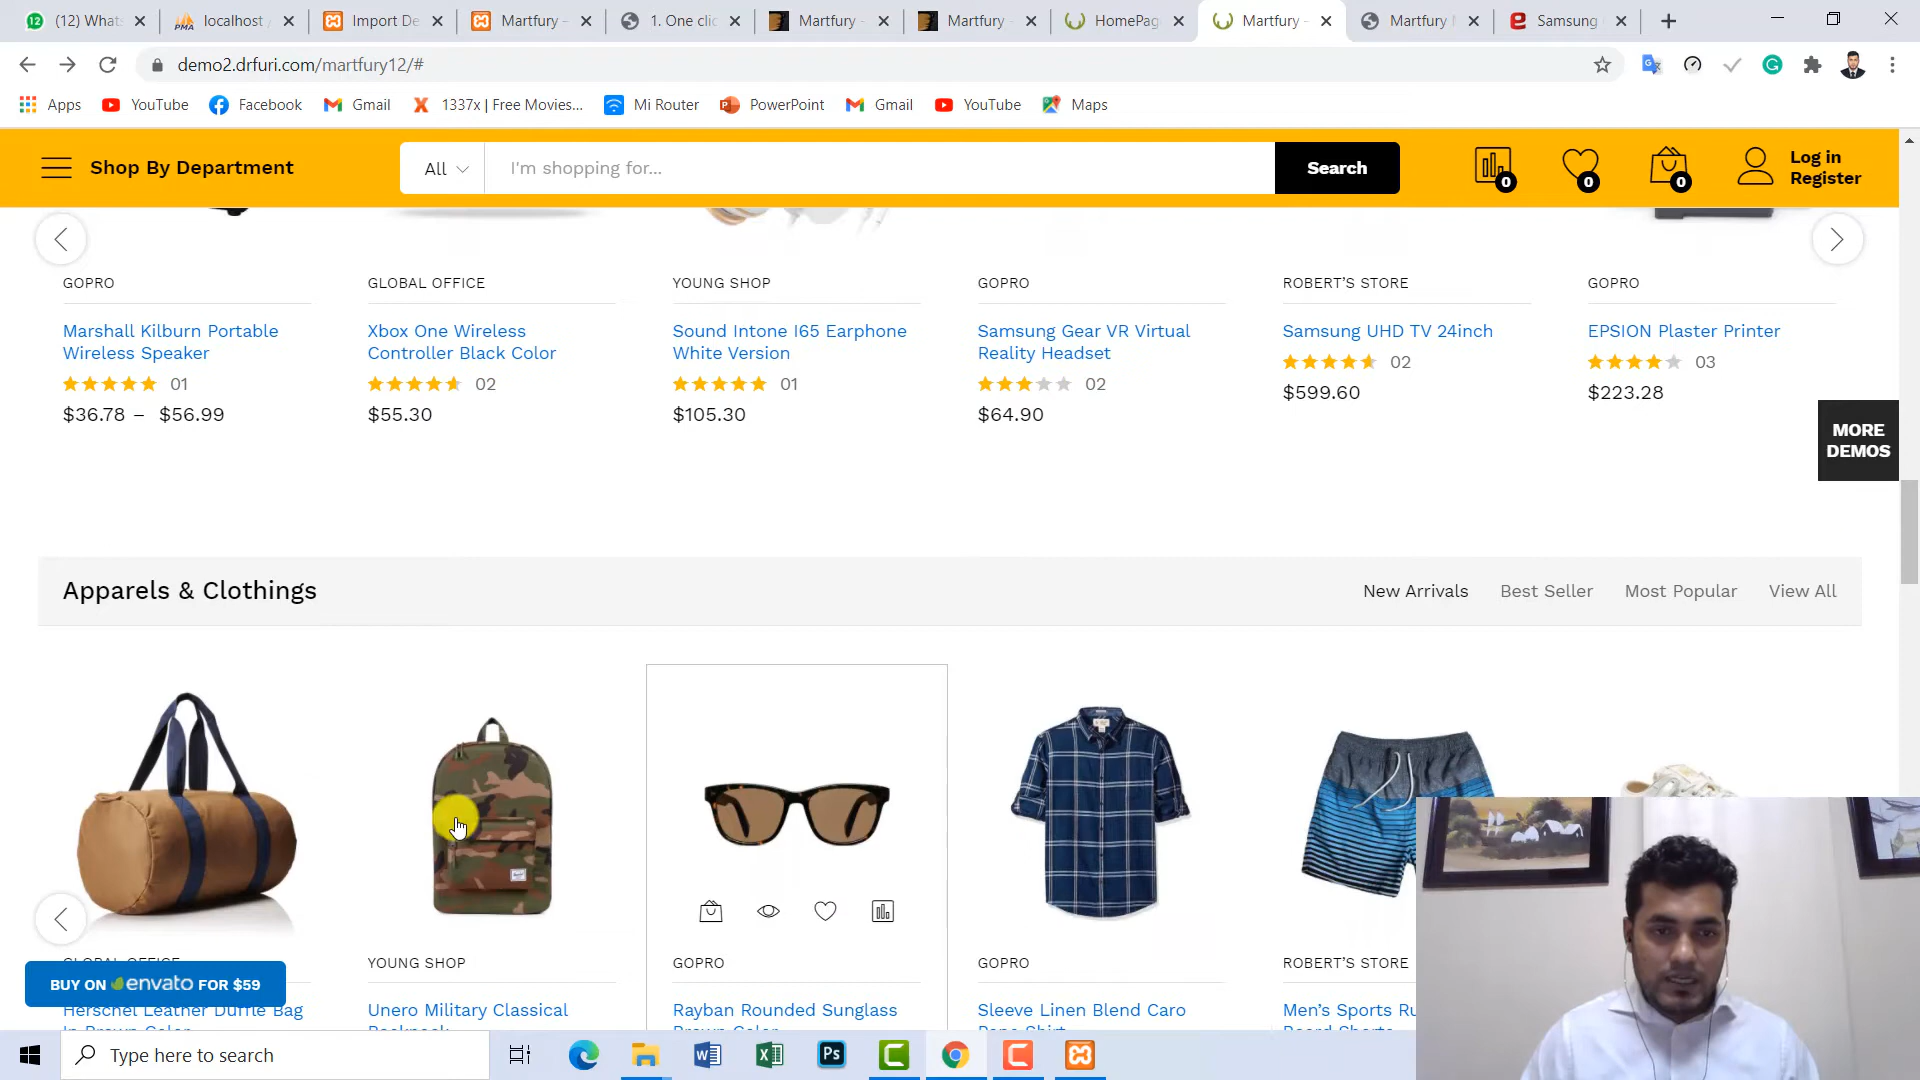 (12) What:
localhost
Import De
Martfury -
1. One clic
Martfury -
Martfury -
HomePag
Martfury -
Martfury
Samsung
demo2.drfuri.com/martfury12/#
Apps
YouTube
Facebook
Gmail
1337x | Free Movies...
Mi Router
PowerPoint
Gmail
YouTube
Maps
Shop By Department
All
I'm shopping for...
Search
0
0
0
Log in
Register
GOPRO
Marshall Kilburn Portable
Wireless Speaker
01
$36.78 – $56.99
GLOBAL OFFICE
Xbox One Wireless
Controller Black Color
02
$55.30
YOUNG SHOP
Sound Intone I65 Earphone
White Version
01
$105.30
GOPRO
Samsung Gear VR Virtual
Reality Headset
02
$64.90
ROBERT'S STORE
Samsung UHD TV 24inch
02
$599.60
GOPRO
EPSION Plaster Printer
03
$223.28
MORE
DEMOS
Apparels & Clothings
New Arrivals
Best Seller
Most Popular
View All
BUY ON envato FOR $59
Herschel Leather Duffle Bag
YOUNG SHOP
Unero Military Classical
GOPRO
Rayban Rounded Sunglass
GOPRO
Sleeve Linen Blend Caro
ROBERT'S STORE
Men's Sports Ru
Type here to search